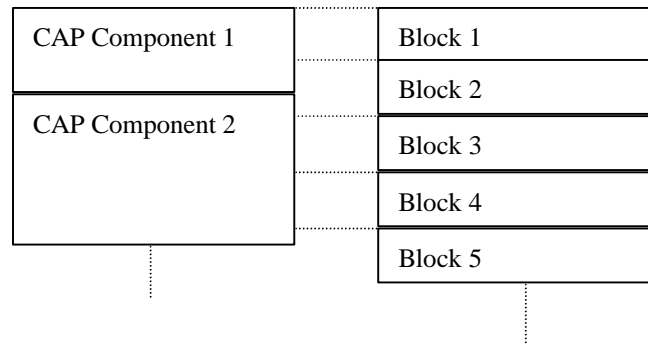 CAP Component 1
CAP Component 2
Block 1
Block 2
Block 3
Block 4
Block 5